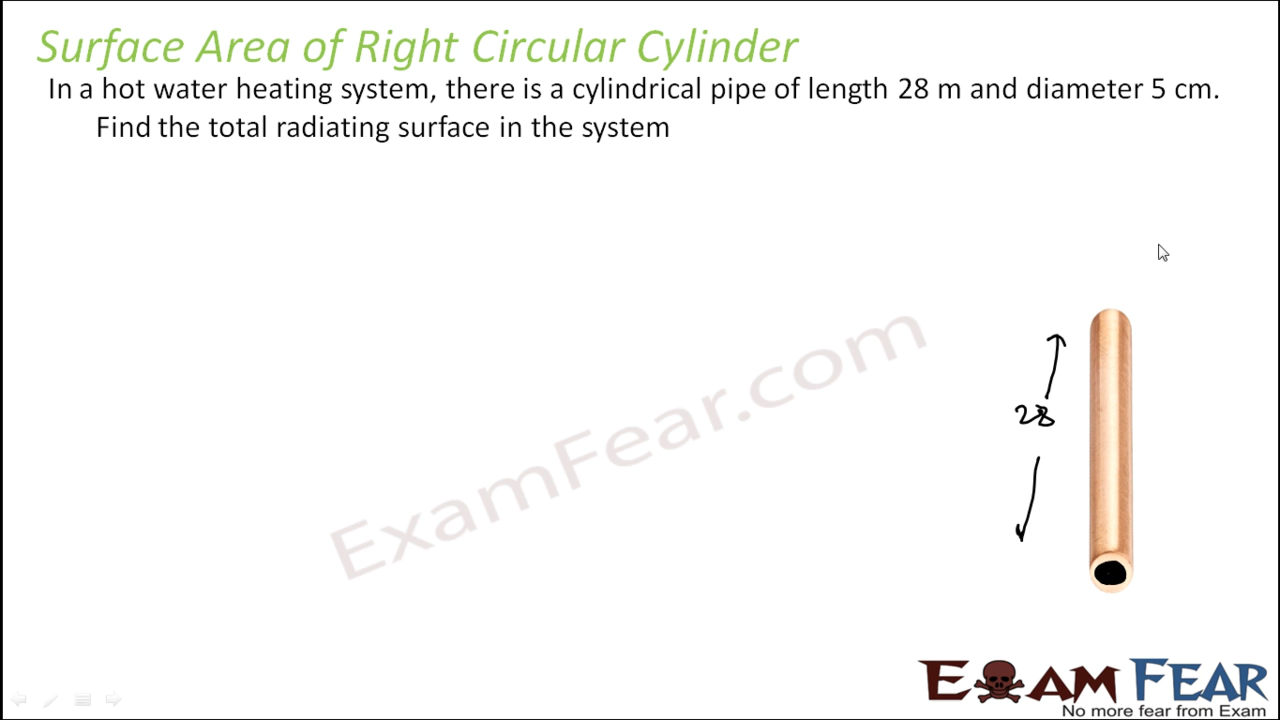 Surface Area of Right Circular Cylinder
In a hot water heating system, there is a cylindrical pipe of length 28 m and diameter 5 cm.
Find the total radiating surface in the system
28
ExamFear.com
EXAM FEAR
No more fear from Exam